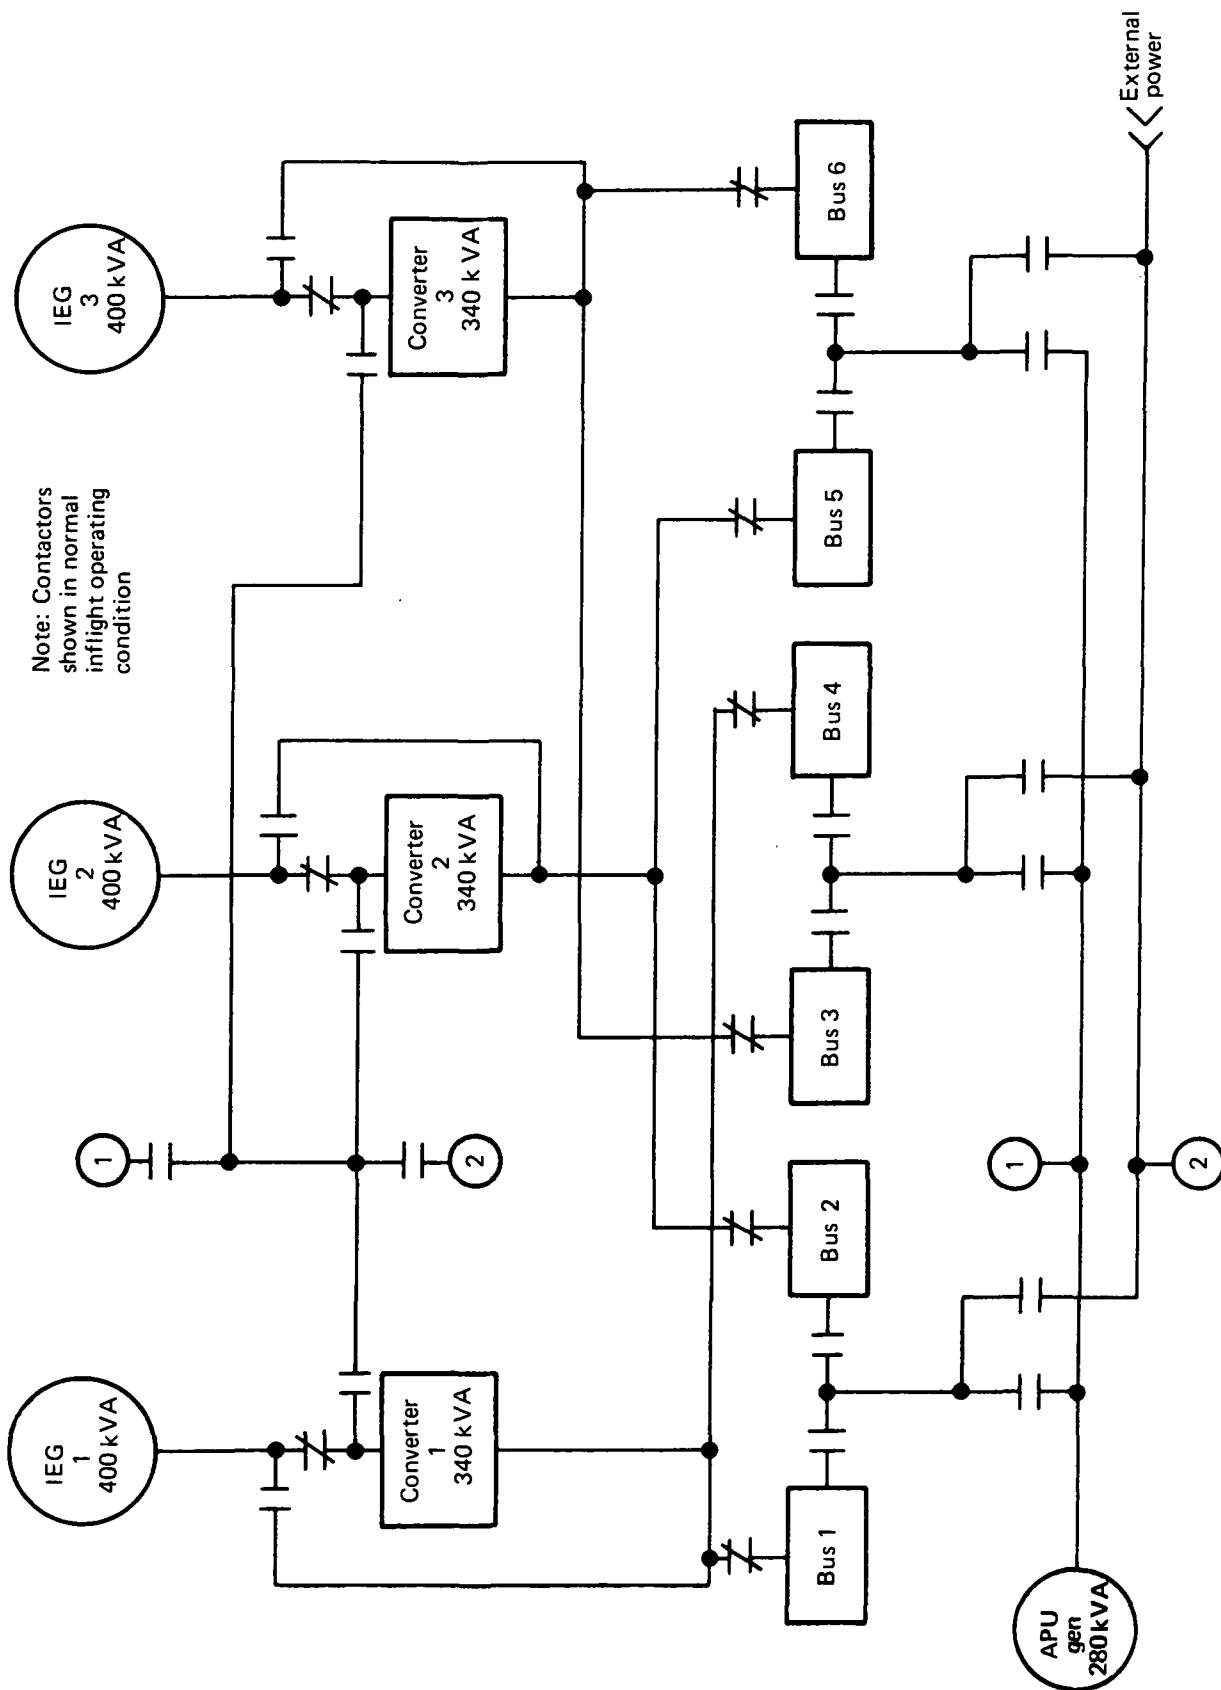 IEG
1
400 kVA
IEG
2
400 kVA
IEG
3
400 kVA
Note: Contactors
shown in normal
inflight operating
condition
1
2
Converter
1
340 kVA
Converter
2
340 kVA
Converter
3
340 kVA
Bus 1
Bus 2
Bus 3
Bus 4
Bus 5
Bus 6
1
2
APU
gen
280kVA
External
power